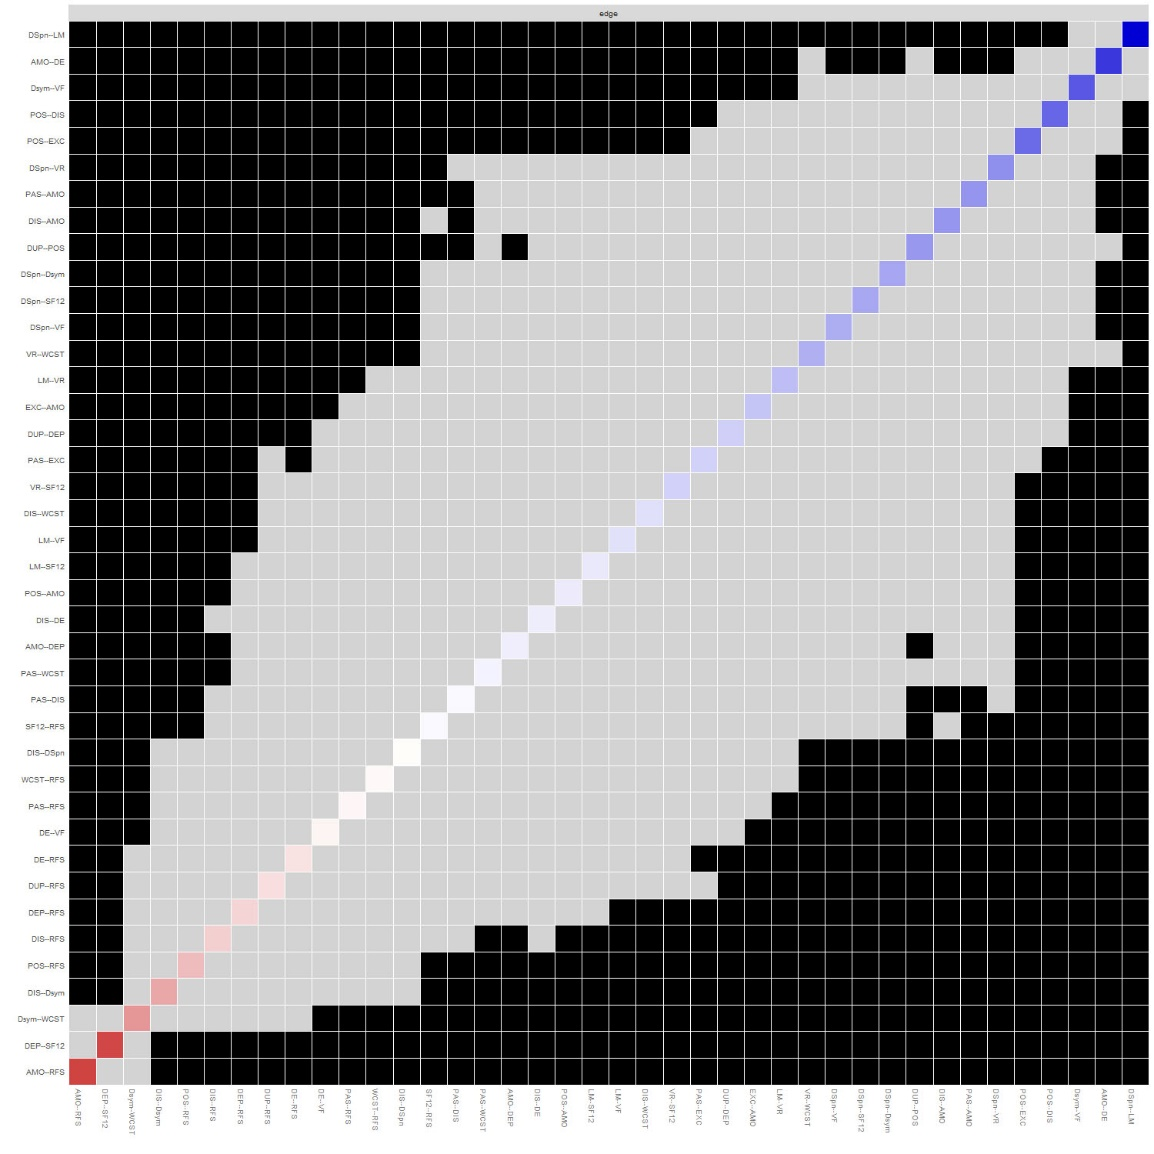 edge
DSpn--LM
AMO--DE
Dsym--VF
POS--DIS
POS--EXC
DSpn--VR
PAS--AMO
DIS--AMO
DUP--POS
DSpn--Dsym
DSpn--SF12
DSpn--VF
VR--WCST
LM--VR
EXC--AMO
DUP--DEP
PAS--EXC
VR--SF12
DIS--WCST
LM--VF
LM--SF12
POS--AMO
DIS--DE
AMO--DEP
PAS--WCST
PAS--DIS
SF12--RFS
DIS--DSpn
WCST--RFS
PAS--RFS
DE--VF
DE--RFS
DUP--RFS
DEP--RFS
DIS--RFS
POS--RFS
DIS--Dsym
Dsym--WCST
DEP--SF12
AMO--RFS
AMO--RFS
DEP--SF12
Dsym--WCST
DIS--Dsym
POS--RFS
DIS--RFS
DEP--RFS
DUP--RFS
DE--RFS
DE--VF
PAS--RFS
WCST--RFS
DIS--DSpn
SF12--RFS
PAS--DIS
PAS--WCST
AMO--DEP
DIS--DE
POS--AMO
LM--SF12
LM--VF
DIS--WCST
VR--SF12
PAS--EXC
DUP--DEP
EXC--AMO
LM--VR
VR--WCST
DSpn--VF
DSpn--SF12
DSpn--Dsym
DUP--POS
DIS--AMO
PAS--AMO
DSpn--VR
POS--EXC
POS--DIS
Dsym--VF
AMO--DE
DSpn--LM